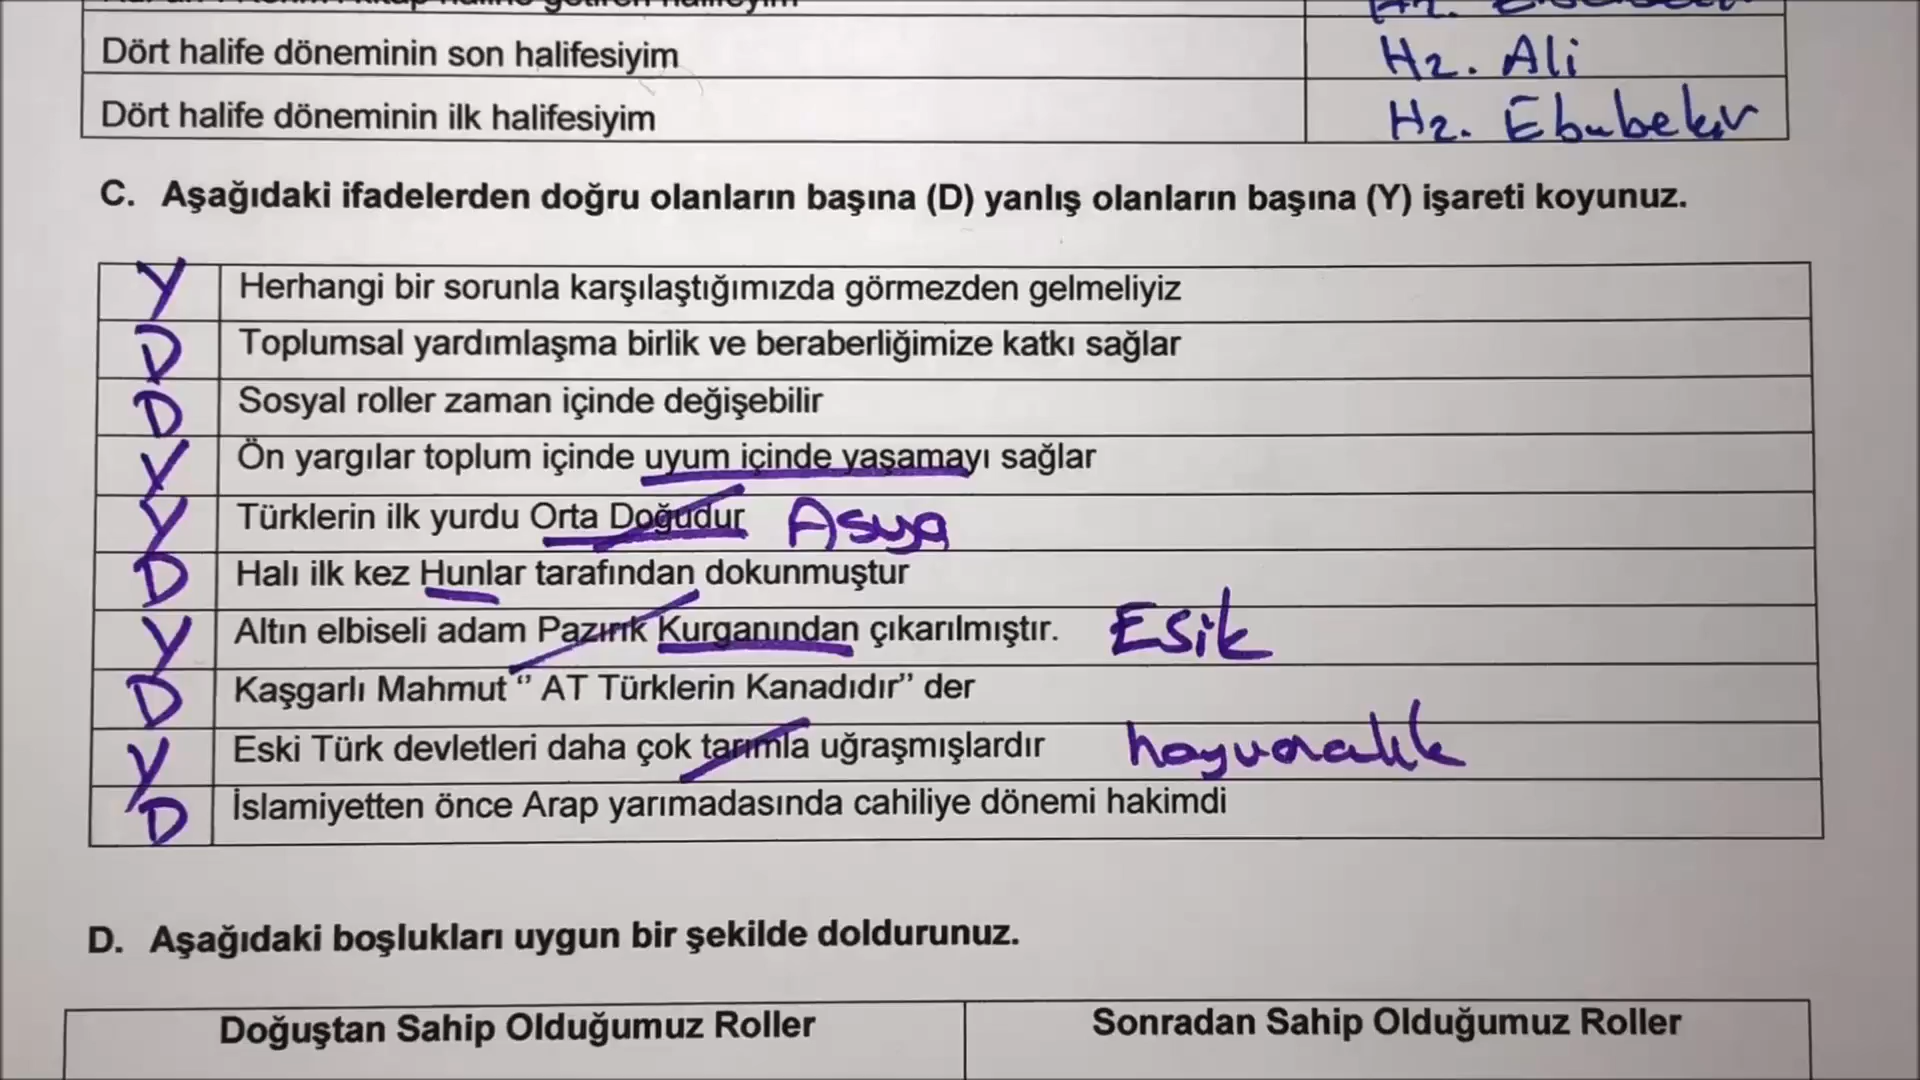 Dört halife döneminin son halifesiyim Hz. Ali
Dört halife döneminin ilk halifesiyim Hz. Ebubekir
C. Aşağıdaki ifadelerden doğru olanların başına (D) yanlış olanların başına (Y) işareti koyunuz.
Y Herhangi bir sorunla karşılaştığımızda görmezden gelmeliyiz
D Toplumsal yardımlaşma birlik ve beraberliğimize katkı sağlar
D Sosyal roller zaman içinde değişebilir
Y Ön yargılar toplum içinde uyum içinde yaşamayı sağlar
Y Türklerin ilk yurdu Orta Doğudur Asya
D Halı ilk kez Hunlar tarafından dokunmuştur
Y Altın elbiseli adam Pazırık Kurganından çıkarılmıştır. Esik
D Kaşgarlı Mahmut “ AT Türklerin Kanadıdır” der
Y Eski Türk devletleri daha çok tarımla uğraşmışlardır hayvancılık
D İslamiyetten önce Arap yarımadasında cahiliye dönemi hakimdi
D. Aşağıdaki boşlukları uygun bir şekilde doldurunuz.
Doğuştan Sahip Olduğumuz Roller Sonradan Sahip Olduğumuz Roller